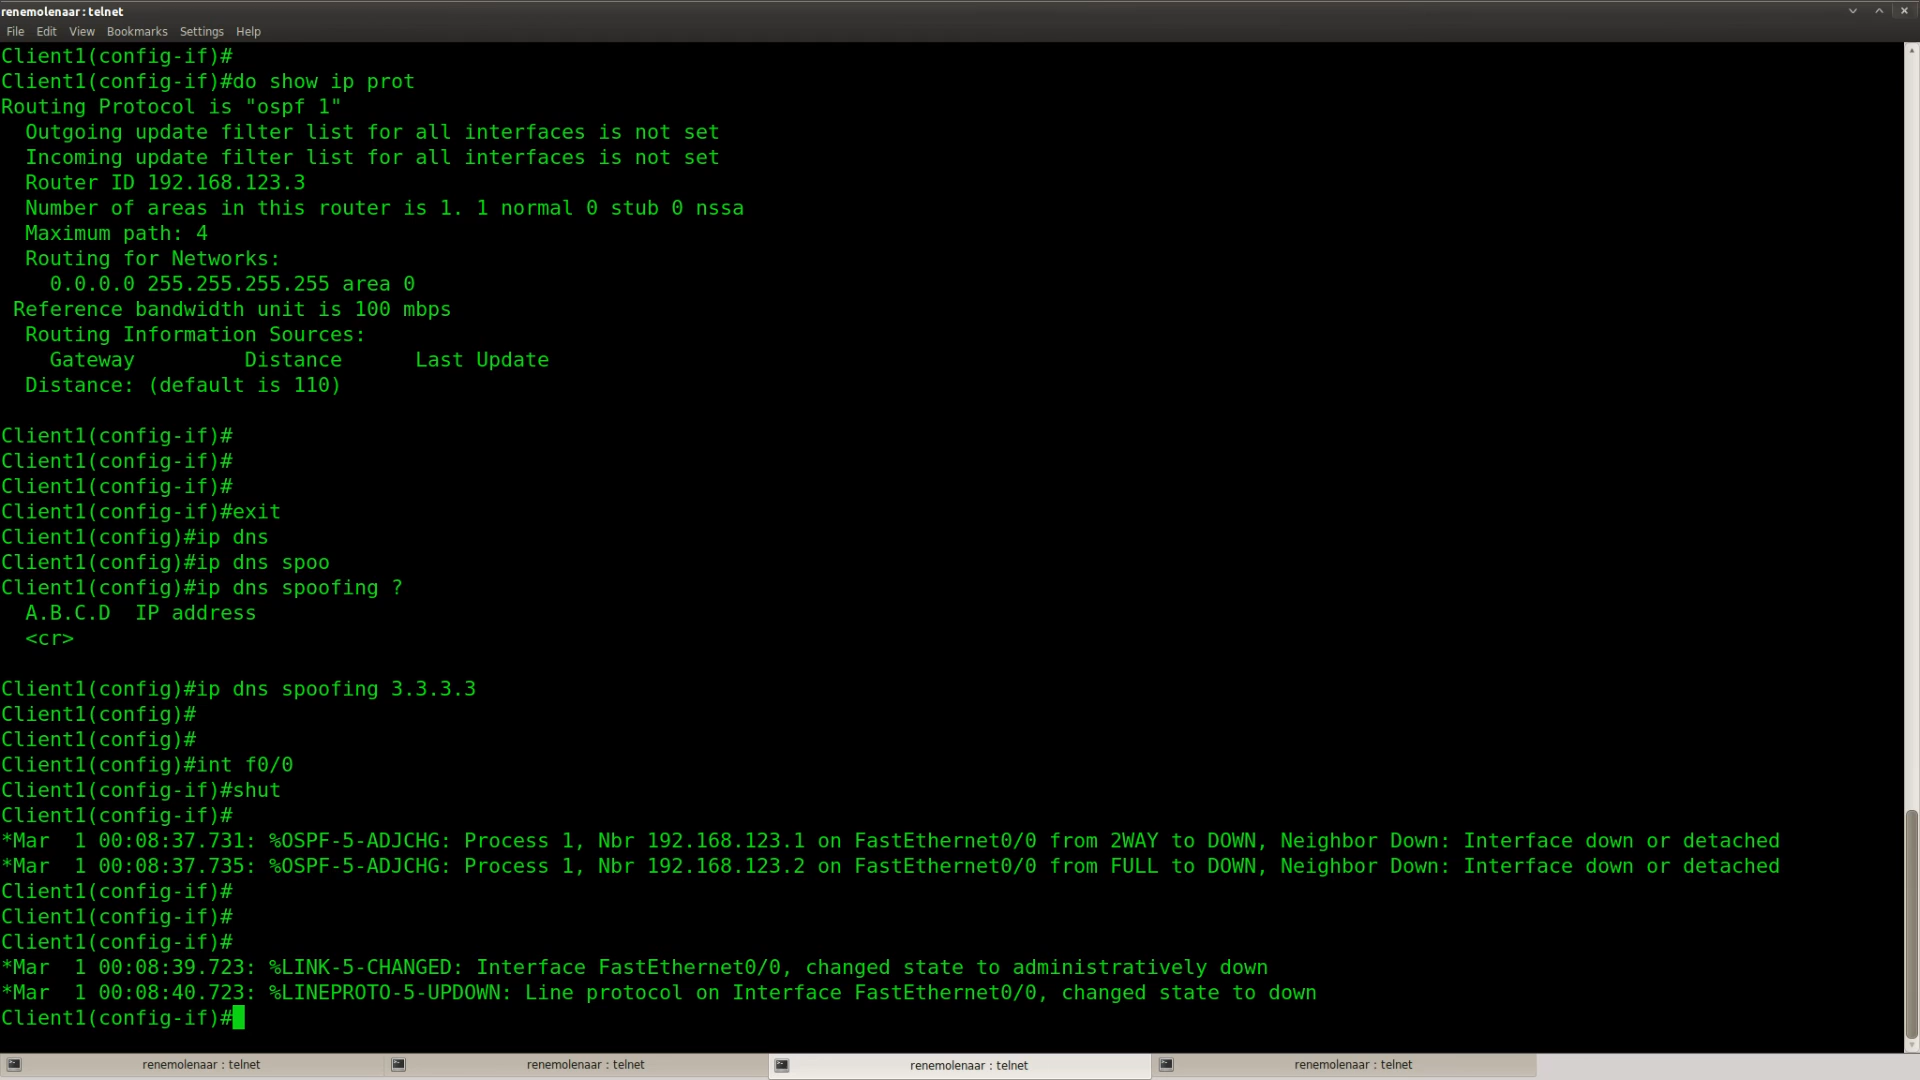 renemolenaar : telnet
File Edit View Bookmarks Settings Help
Client1(config-if)#
Client1(config-if)#do show ip prot
Routing Protocol is "ospf 1"
  Outgoing update filter list for all interfaces is not set
  Incoming update filter list for all interfaces is not set
  Router ID 192.168.123.3
  Number of areas in this router is 1. 1 normal 0 stub 0 nssa
  Maximum path: 4
  Routing for Networks:
    0.0.0.0 255.255.255.255 area 0
 Reference bandwidth unit is 100 mbps
  Routing Information Sources:
    Gateway         Distance      Last Update
  Distance: (default is 110)
Client1(config-if)#
Client1(config-if)#
Client1(config-if)#
Client1(config-if)#exit
Client1(config)#ip dns
Client1(config)#ip dns spoo
Client1(config)#ip dns spoofing ?
  A.B.C.D  IP address
  <cr>
Client1(config)#ip dns spoofing 3.3.3.3
Client1(config)#
Client1(config)#
Client1(config)#int f0/0
Client1(config-if)#shut
Client1(config-if)#
*Mar  1 00:08:37.731: %OSPF-5-ADJCHG: Process 1, Nbr 192.168.123.1 on FastEthernet0/0 from 2WAY to DOWN, Neighbor Down: Interface down or detached
*Mar  1 00:08:37.735: %OSPF-5-ADJCHG: Process 1, Nbr 192.168.123.2 on FastEthernet0/0 from FULL to DOWN, Neighbor Down: Interface down or detached
Client1(config-if)#
Client1(config-if)#
Client1(config-if)#
*Mar  1 00:08:39.723: %LINK-5-CHANGED: Interface FastEthernet0/0, changed state to administratively down
*Mar  1 00:08:40.723: %LINEPROTO-5-UPDOWN: Line protocol on Interface FastEthernet0/0, changed state to down
Client1(config-if)#
renemolenaar : telnet renemolenaar : telnet renemolenaar : telnet renemolenaar : telnet